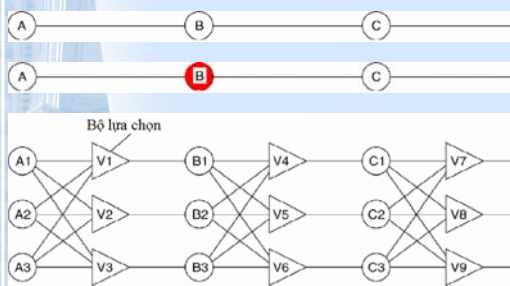 A B C
A B C
Bộ lựa chọn
A1 V1 B1 V4 C1 V7
A2 V2 B2 V5 C2 V8
A3 V3 B3 V6 C3 V9